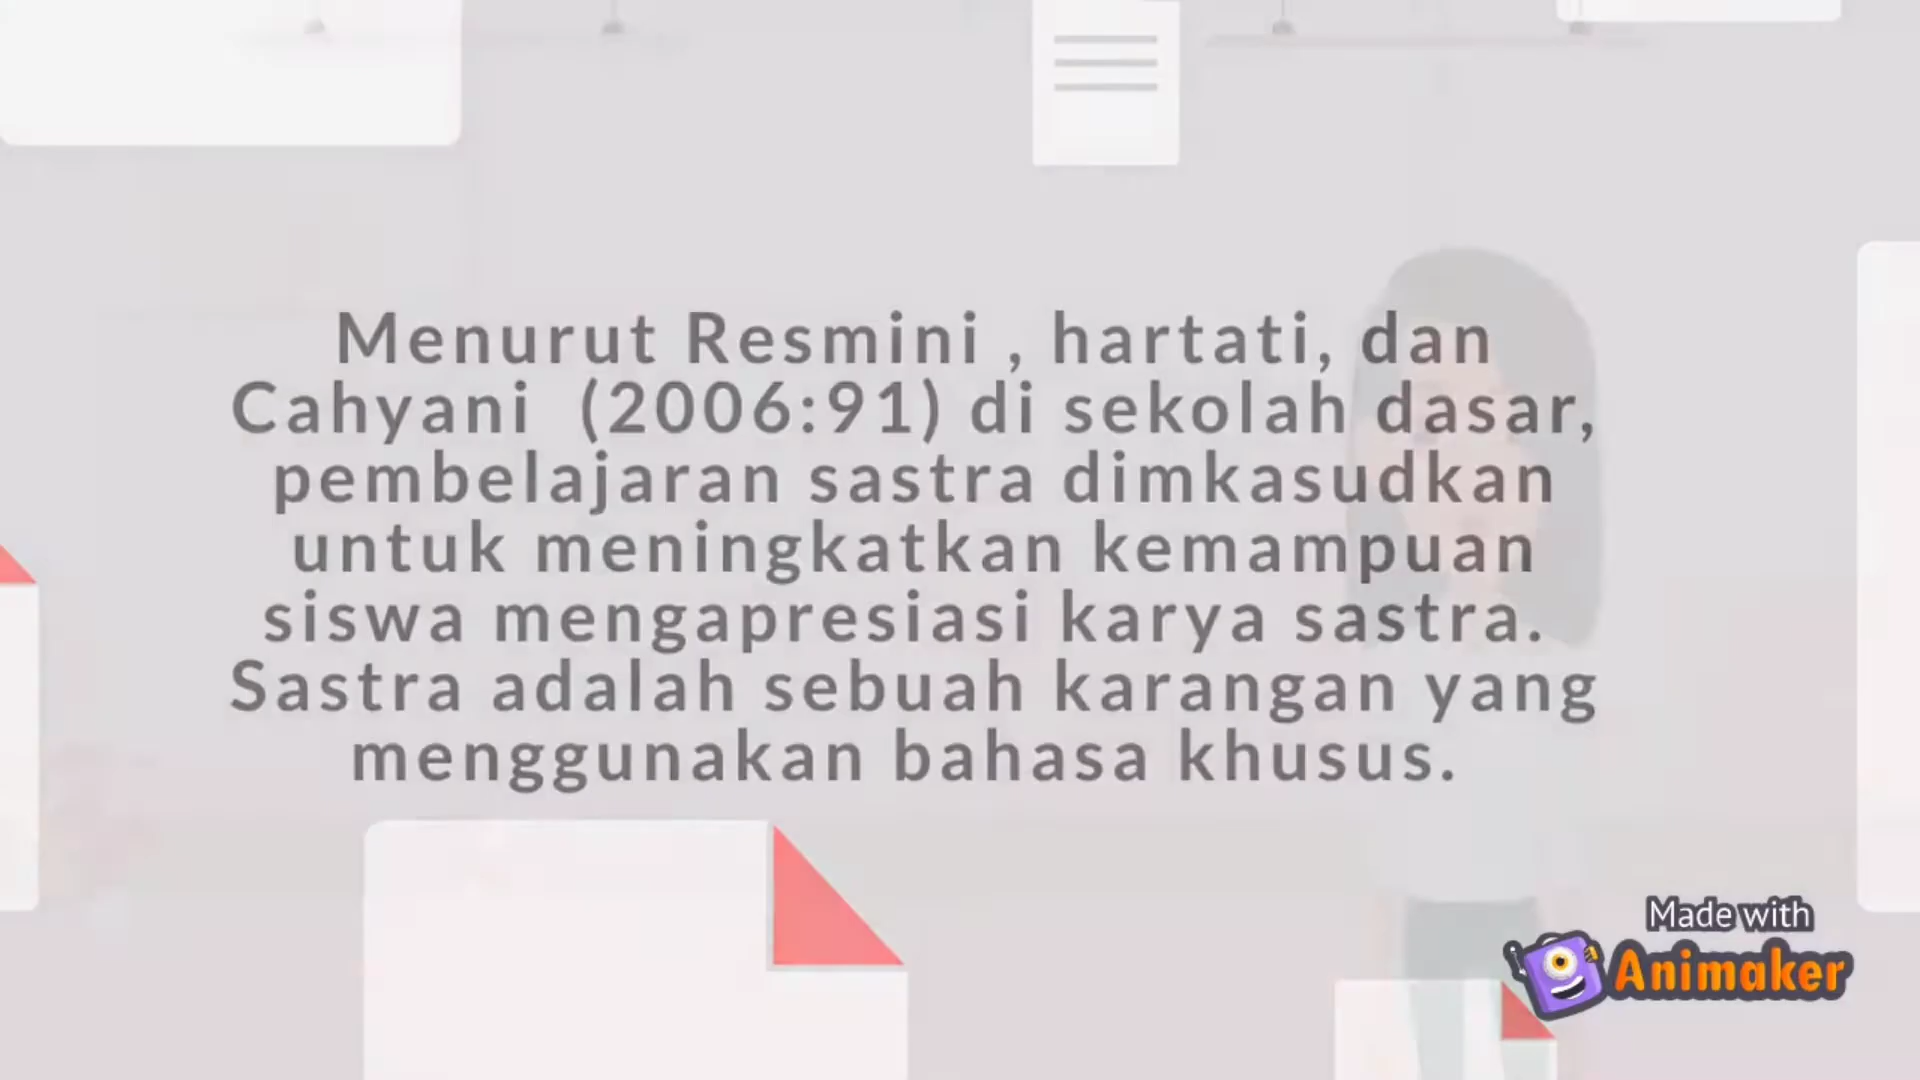 Menurut Resmini , hartati, dan
Cahyani (2006:91) di sekolah dasar,
pembelajaran sastra dimkasudkan
untuk meningkatkan kemampuan
siswa mengapresiasi karya sastra.
Sastra adalah sebuah karangan yang
menggunakan bahasa khusus.
Made with
Animaker